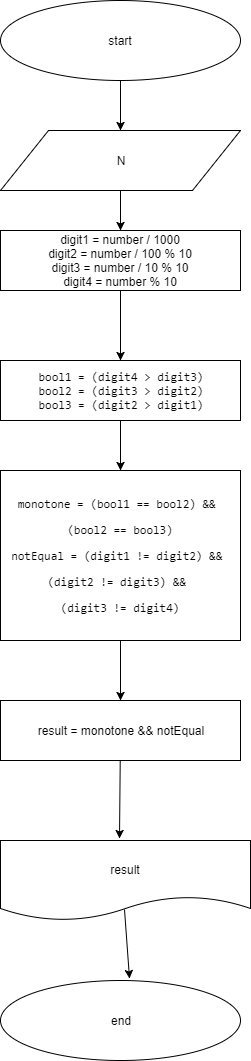 start
N
digit1 = number / 1000
digit2 = number / 100 % 10
digit3 = number / 10 % 10
digit4 = number % 10
bool1 = (digit4 > digit3)
bool2 = (digit3 > digit2)
bool3 = (digit2 > digit1)
monotone = (bool1 == bool2) &&
(bool2 == bool3)
notEqual = (digit1 != digit2) &&
(digit2 != digit3) &&
(digit3 != digit4)
result = monotone && notEqual
result
end